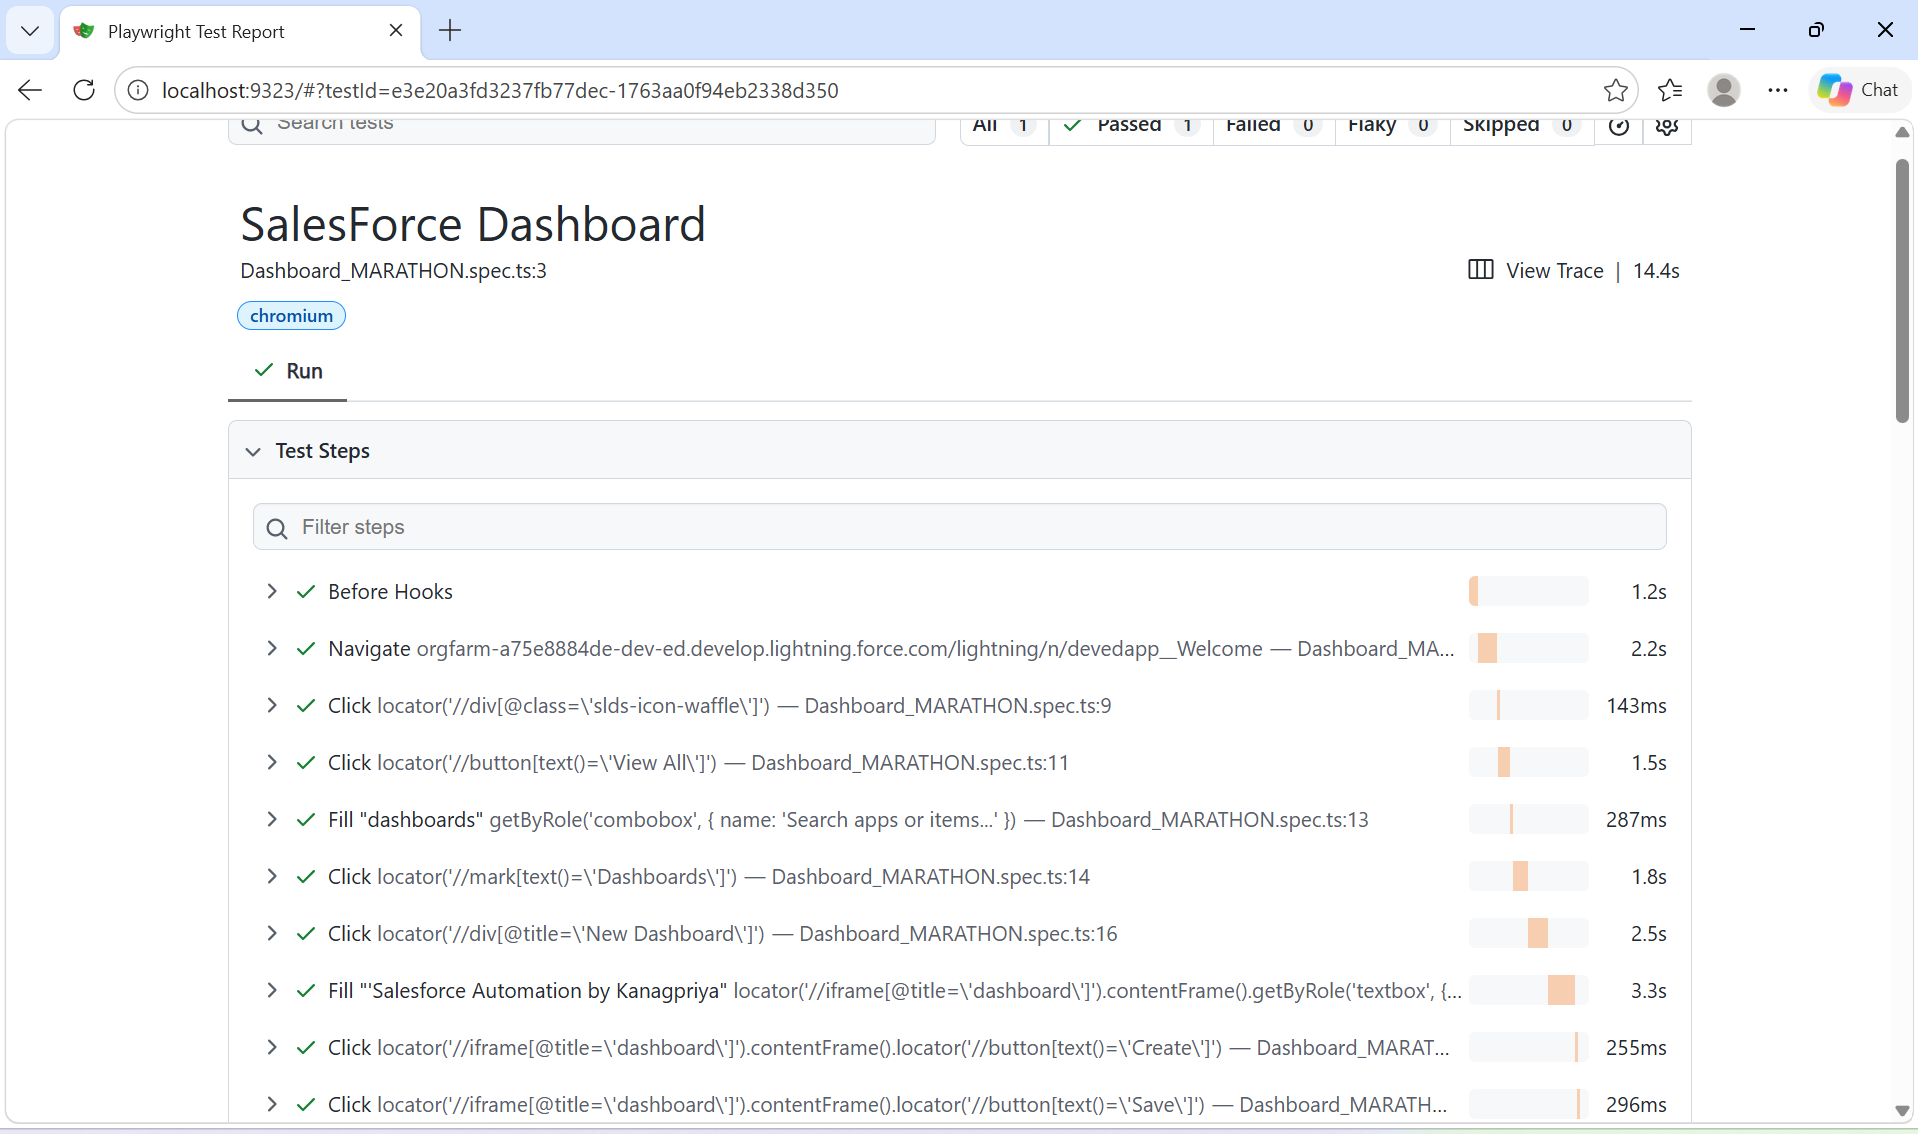 Playwright Test Report
localhost:9323/#?testId=e3e20a3fd3237fb77dec-1763aa0f94eb2338d350
Chat
Search tests
All 1 Passed 1 Failed 0 Flaky 0 Skipped 0
SalesForce Dashboard
Dashboard_MARATHON.spec.ts:3
View Trace | 14.4s
chromium
Run
Test Steps
Filter steps
Before Hooks 1.2s
Navigate orgfarm-a75e8884de-dev-ed.develop.lightning.force.com/lightning/n/devedapp__Welcome — Dashboard_MA... 2.2s
Click locator('//div[@class=\'slds-icon-waffle\']') — Dashboard_MARATHON.spec.ts:9 143ms
Click locator('//button[text()=\'View All\']') — Dashboard_MARATHON.spec.ts:11 1.5s
Fill "dashboards" getByRole('combobox', { name: 'Search apps or items...' }) — Dashboard_MARATHON.spec.ts:13 287ms
Click locator('//mark[text()=\'Dashboards\']') — Dashboard_MARATHON.spec.ts:14 1.8s
Click locator('//div[@title=\'New Dashboard\']') — Dashboard_MARATHON.spec.ts:16 2.5s
Fill "'Salesforce Automation by Kanagpriya" locator('//iframe[@title=\'dashboard\']').contentFrame().getByRole('textbox', {... 3.3s
Click locator('//iframe[@title=\'dashboard\']').contentFrame().locator('//button[text()=\'Create\']') — Dashboard_MARAT... 255ms
Click locator('//iframe[@title=\'dashboard\']').contentFrame().locator('//button[text()=\'Save\']') — Dashboard_MARATH... 296ms